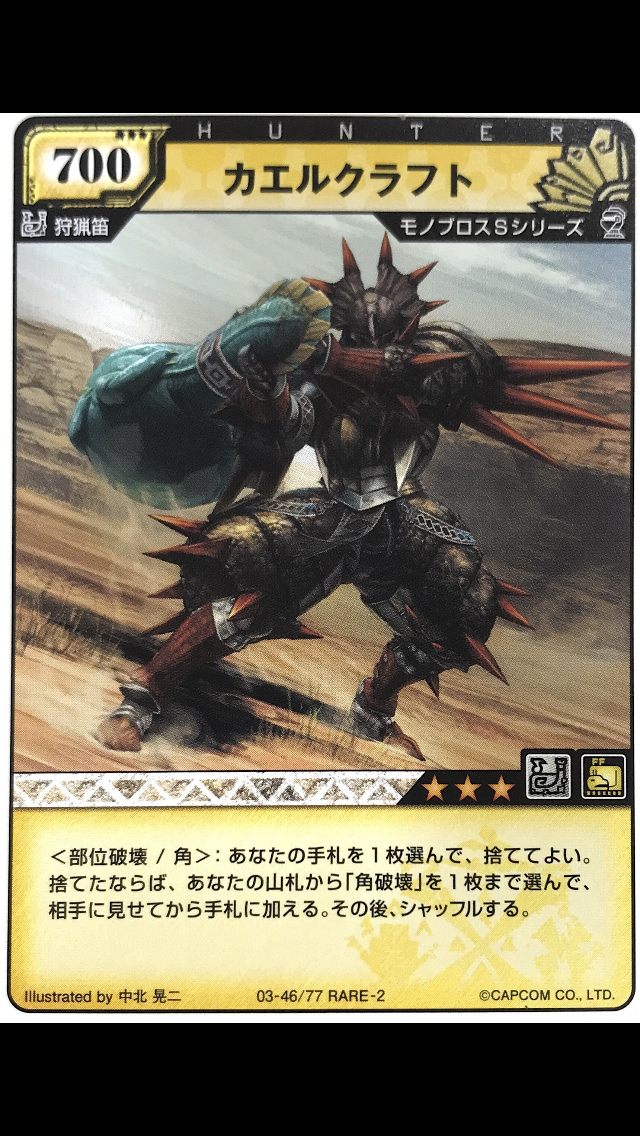 HUNTER
700
カエルクラフト
狩猟笛
モノブロスSシリーズ
FF
<部位破壊 / 角>：あなたの手札を1枚選んで、捨ててよい。
捨てたならば、あなたの山札から「角破壊」を1枚まで選んで、
相手に見せてから手札に加える。その後、シャッフルする。
Illustrated by 中北 晃二
03-46/77 RARE-2
©CAPCOM CO., LTD.